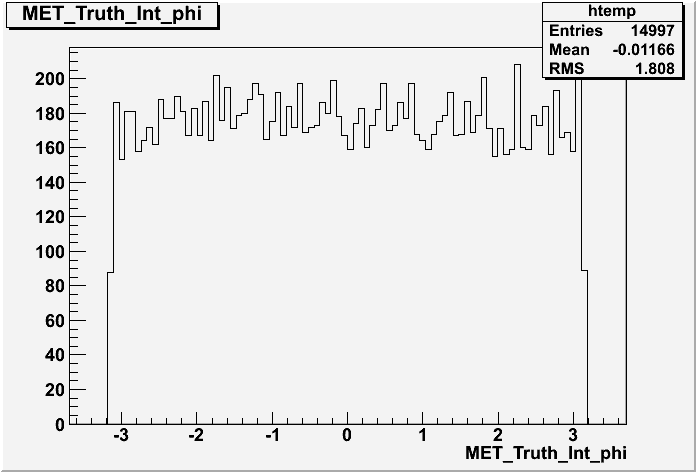 MET_Truth_Int_phi
htemp
Entries 14997
Mean -0.01166
RMS 1.808
200
180
160
140
120
100
80
60
40
20
0
-3 -2 -1 0 1 2 3
MET_Truth_Int_phi